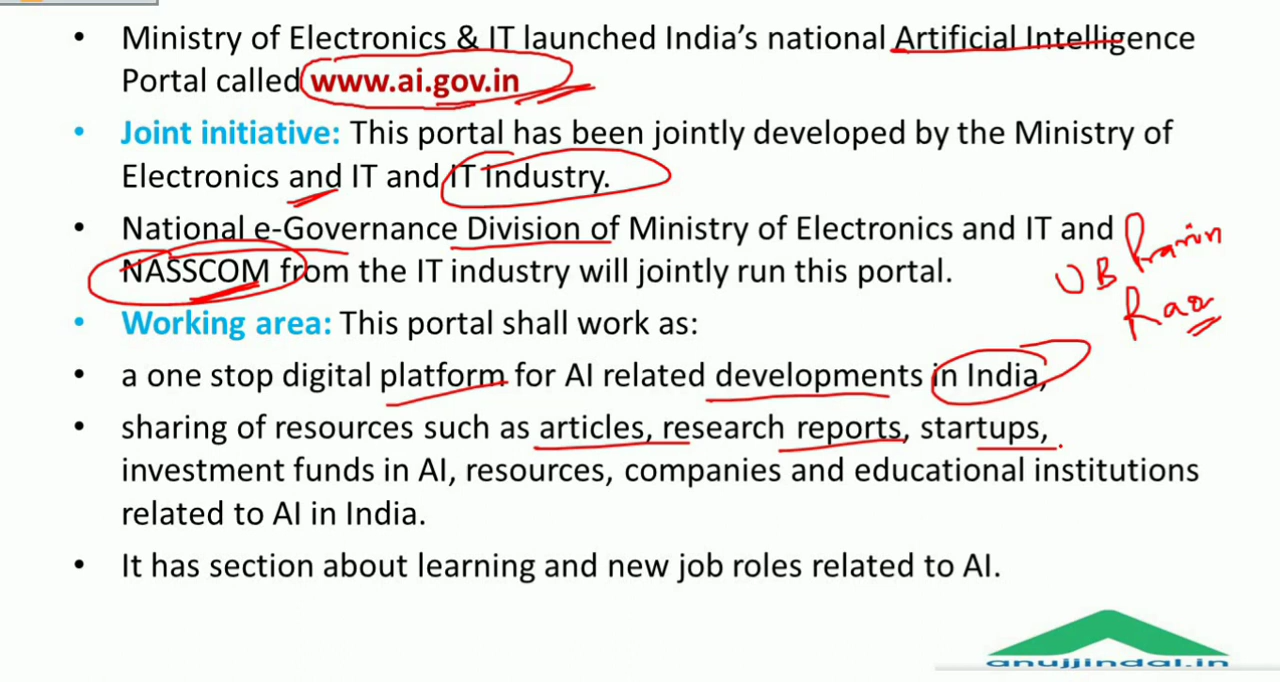 • Ministry of Electronics & IT launched India's national Artificial Intelligence
Portal called www.ai.gov.in
• Joint initiative: This portal has been jointly developed by the Ministry of
Electronics and IT and IT industry.
• National e-Governance Division of Ministry of Electronics and IT and
NASSCOM from the IT industry will jointly run this portal.
UB Pramin
Rao
• Working area: This portal shall work as:
• a one stop digital platform for AI related developments in India,
• sharing of resources such as articles, research reports, startups,
investment funds in AI, resources, companies and educational institutions
related to AI in India.
• It has section about learning and new job roles related to AI.
anujjindal.in